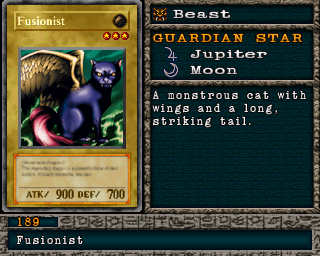 Fusionist
ATK/ 900 DEF/ 700
Beast
GUARDIAN STAR
Jupiter
Moon
A monstrous cat with
wings and a long,
striking tail.
189
Fusionist